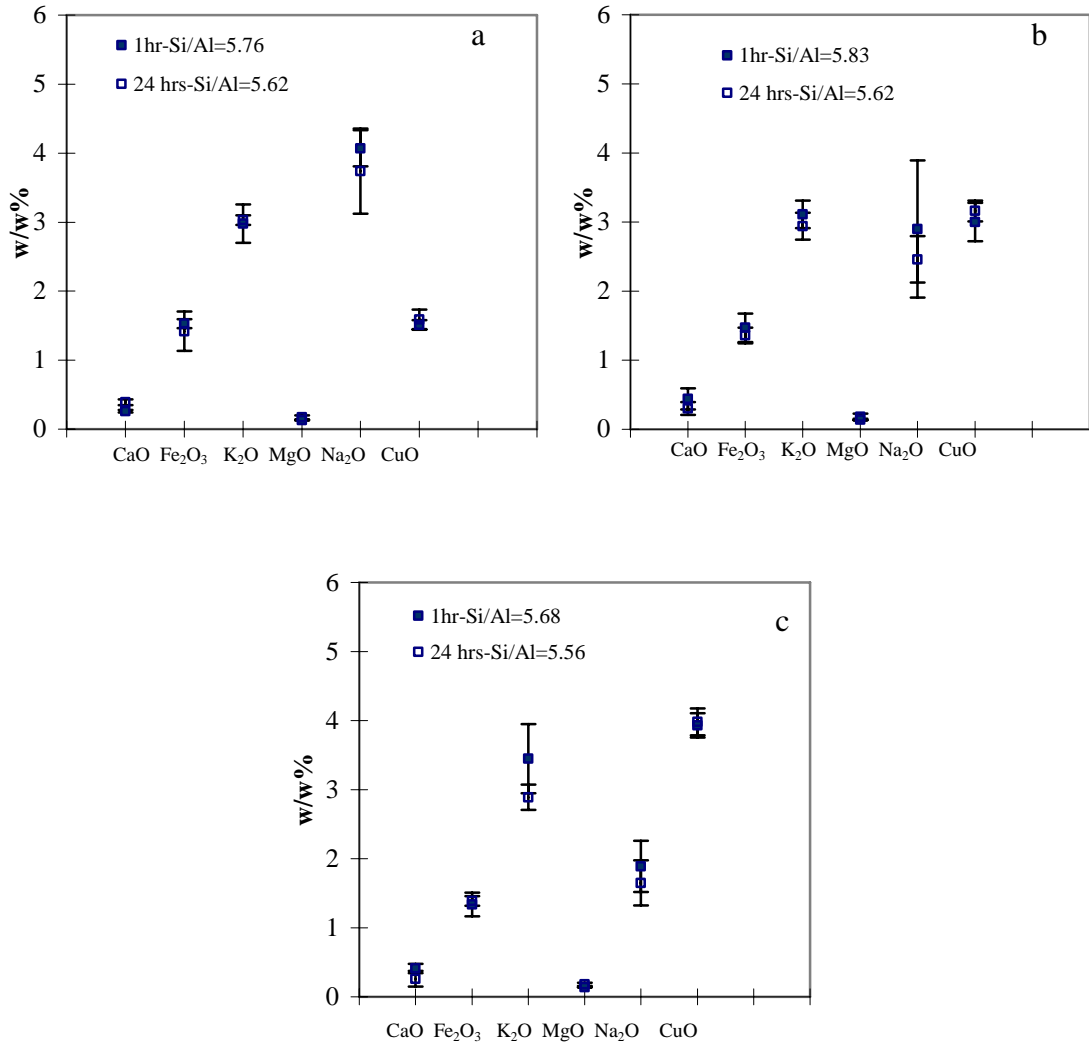 a
1hr-Si/Al=5.76
24 hrs-Si/Al=5.62
w/w%
6
5
4
3
2
1
0
CaO Fe₂O₃ K₂O MgO Na₂O CuO
b
1hr-Si/Al=5.83
24 hrs-Si/Al=5.62
w/w%
6
5
4
3
2
1
0
CaO Fe₂O₃ K₂O MgO Na₂O CuO
c
1hr-Si/Al=5.68
24 hrs-Si/Al=5.56
w/w%
6
5
4
3
2
1
0
CaO Fe₂O₃ K₂O MgO Na₂O CuO